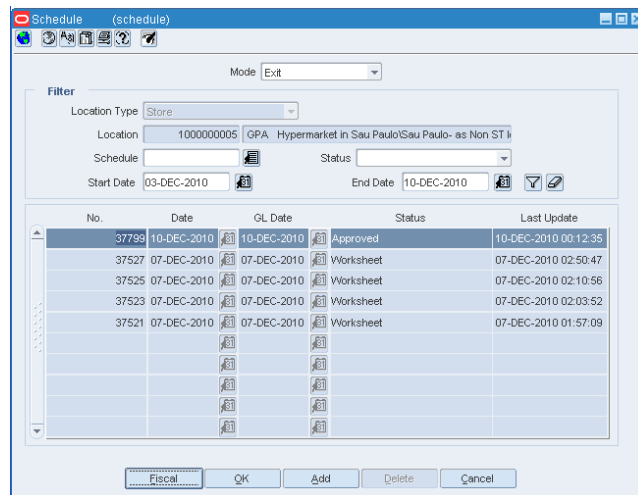 Schedule (schedule)
Mode Exit
Filter
Location Type Store
Location 1000000005 GPA Hypermarket in Sau Paulo\Sau Paulo- as Non ST l
Schedule Status
Start Date 03-DEC-2010 End Date 10-DEC-2010
No. Date GL Date Status Last Update
37799 10-DEC-2010 10-DEC-2010 Approved 10-DEC-2010 00:12:35
37527 07-DEC-2010 07-DEC-2010 Worksheet 07-DEC-2010 02:50:47
37525 07-DEC-2010 07-DEC-2010 Worksheet 07-DEC-2010 02:10:56
37523 07-DEC-2010 07-DEC-2010 Worksheet 07-DEC-2010 02:03:52
37521 07-DEC-2010 07-DEC-2010 Worksheet 07-DEC-2010 01:57:09
Fiscal OK Add Delete Cancel